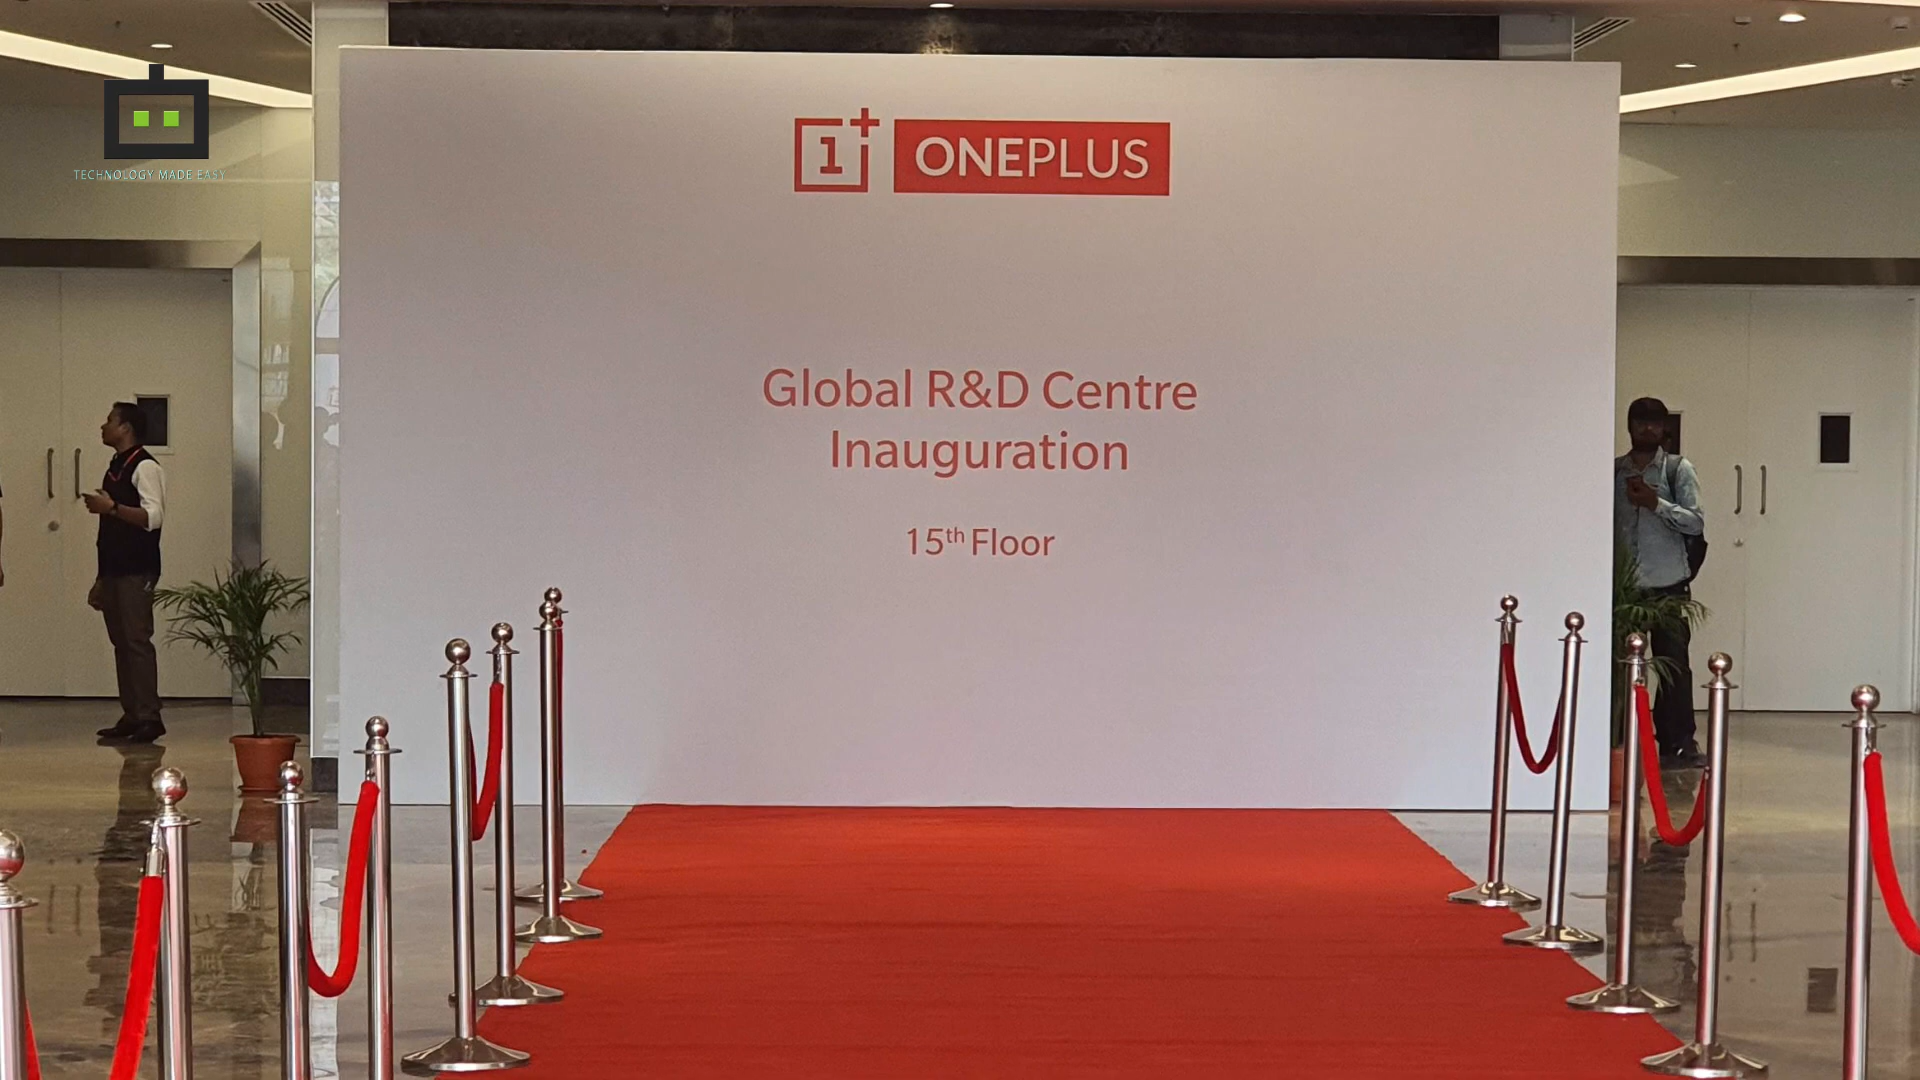 TECHNOLOGY MADE EASY
1+ ONEPLUS
Global R&D Centre
Inauguration
15th Floor